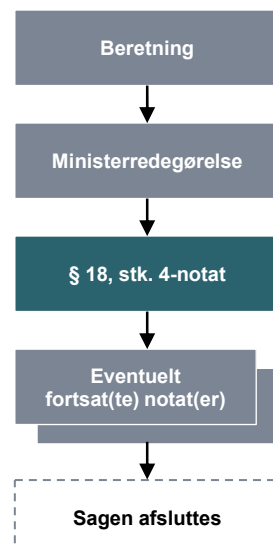 Beretning
Ministerredegørelse
§ 18, stk. 4-notat
Eventuelt
fortsat(te) notat(er)
Sagen afsluttes